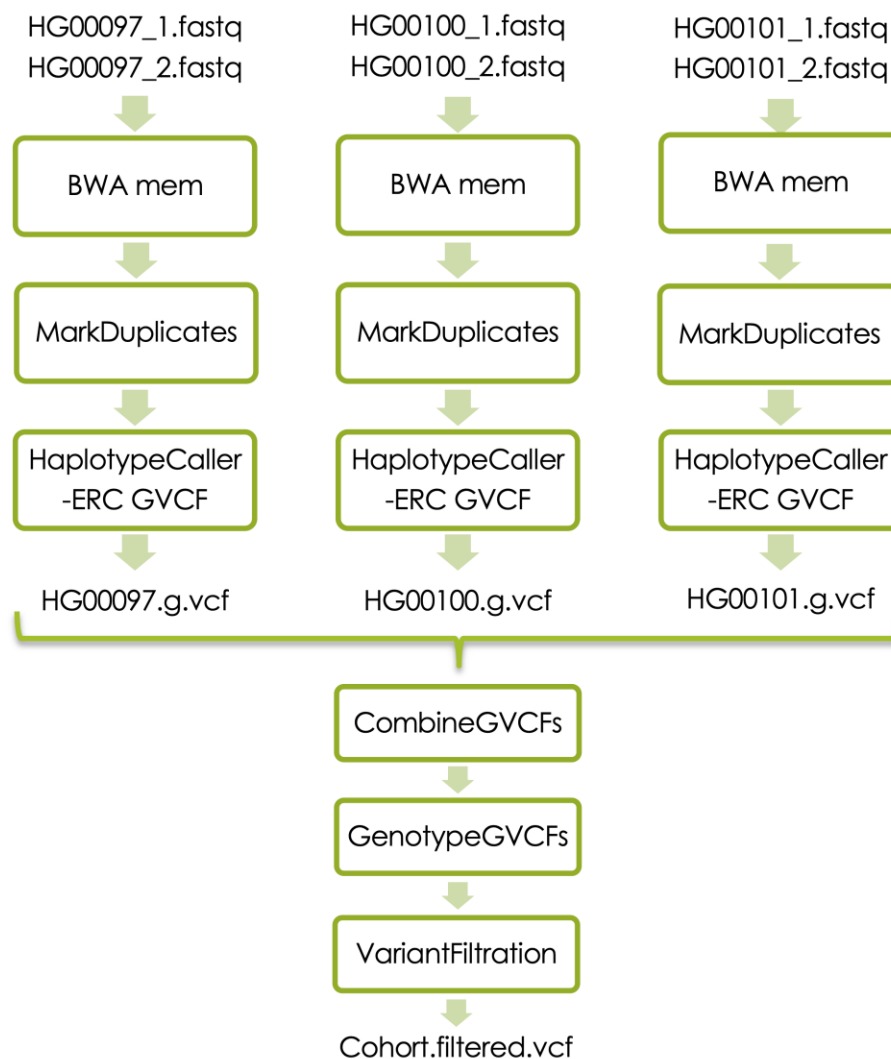 HG00097_1.fastq
HG00097_2.fastq
HG00100_1.fastq
HG00100_2.fastq
HG00101_1.fastq
HG00101_2.fastq
BWA mem
BWA mem
BWA mem
MarkDuplicates
MarkDuplicates
MarkDuplicates
HaplotypeCaller
-ERC GVCF
HaplotypeCaller
-ERC GVCF
HaplotypeCaller
-ERC GVCF
HG00097.g.vcf
HG00100.g.vcf
HG00101.g.vcf
CombineGVCFs
GenotypeGVCFs
VariantFiltration
Cohort.filtered.vcf